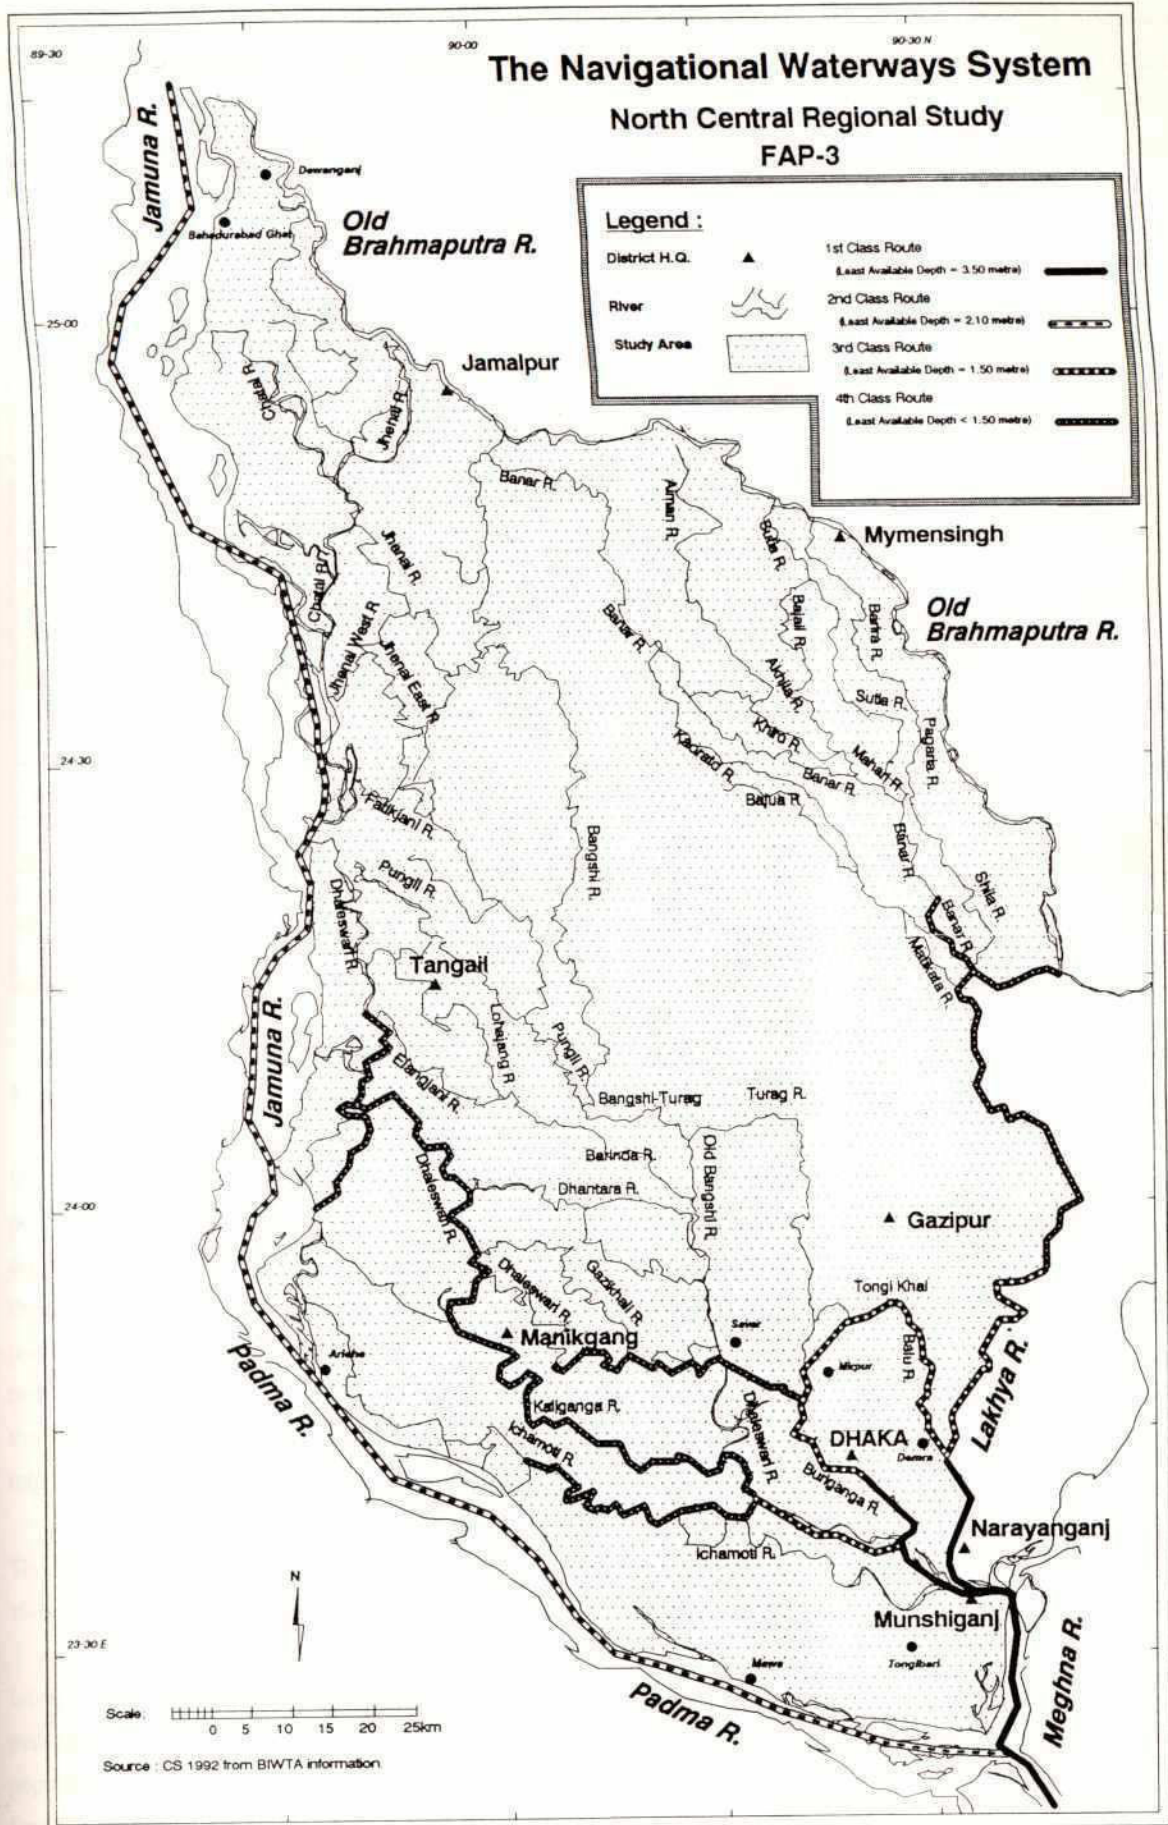 89-30
90-00
90-30 N
The Navigational Waterways System
North Central Regional Study
FAP-3
Legend :
District H.Q.
River
Study Area
1st Class Route
(Least Available Depth = 3.50 metre)
2nd Class Route
(Least Available Depth = 2.10 metre)
3rd Class Route
(Least Available Depth = 1.50 metre)
4th Class Route
(Least Available Depth < 1.50 metre)
Jamuna R.
Dewanganj
Bahadurabad Ghat
Old
Brahmaputra R.
25-00
Jamalpur
Chatal R.
Jhenai R.
Banar R.
Aiman R.
Sutia R.
Mymensingh
Jhenai R.
Chatal R.
Bajail R.
Barira R.
Old
Brahmaputra R.
Jhenai West R.
Jhenai East R.
Banar R.
Akhila R.
Sutia R.
Khiro R.
Kaoraid R.
Mahari R.
Pagaria R.
Banar R.
Bajua R.
24-30
Fatikjani R.
Pungli R.
Bangshi R.
Banar R.
Shila R.
Dhaleswari R.
Banar R.
Matikata R.
Tangail
Lohajang R.
Pungli R.
Jamuna R.
Elangjani R.
Bangshi-Turag
Turag R.
Barinda R.
Old Bangshi R.
Dhantara R.
Dhaleswari R.
24-00
Gazipur
Dhaleswari R.
Gazikhali R.
Tongi Khal
Manikgang
Savar
Mirpur
Balu R.
Lakhya R.
Aricha
Padma R.
Kaliganga R.
Ichamoti R.
Dhaleswari R.
DHAKA
Demra
Buriganga R.
Narayanganj
Ichamoti R.
N
Munshiganj
Tongibari
Meghna R.
23-30 E
Mawa
Padma R.
Scale:
0 5 10 15 20 25km
Source : CS 1992 from BIWTA information